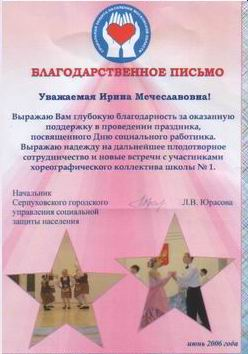 БЛАГОДАРСТВЕННОЕ ПИСЬМО
Уважаемая Ирина Мечеславовна!
Выражаю Вам глубокую благодарность за оказанную
поддержку в проведении праздника,
посвященного Дню социального работника.
Выражаю надежду на дальнейшее плодотворное
сотрудничество и новые встречи с участниками
хореографического коллектива школы № 1.
Начальник
Серпуховского городского
управления социальной
защиты населения
Л.В. Юрасова
июнь 2006 года